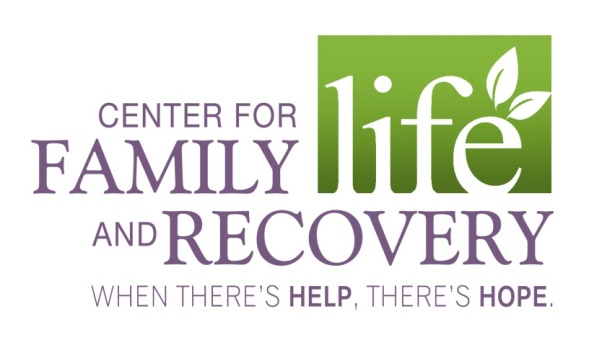 CENTER FOR
FAMILY life
AND RECOVERY
WHEN THERE'S HELP, THERE'S HOPE.